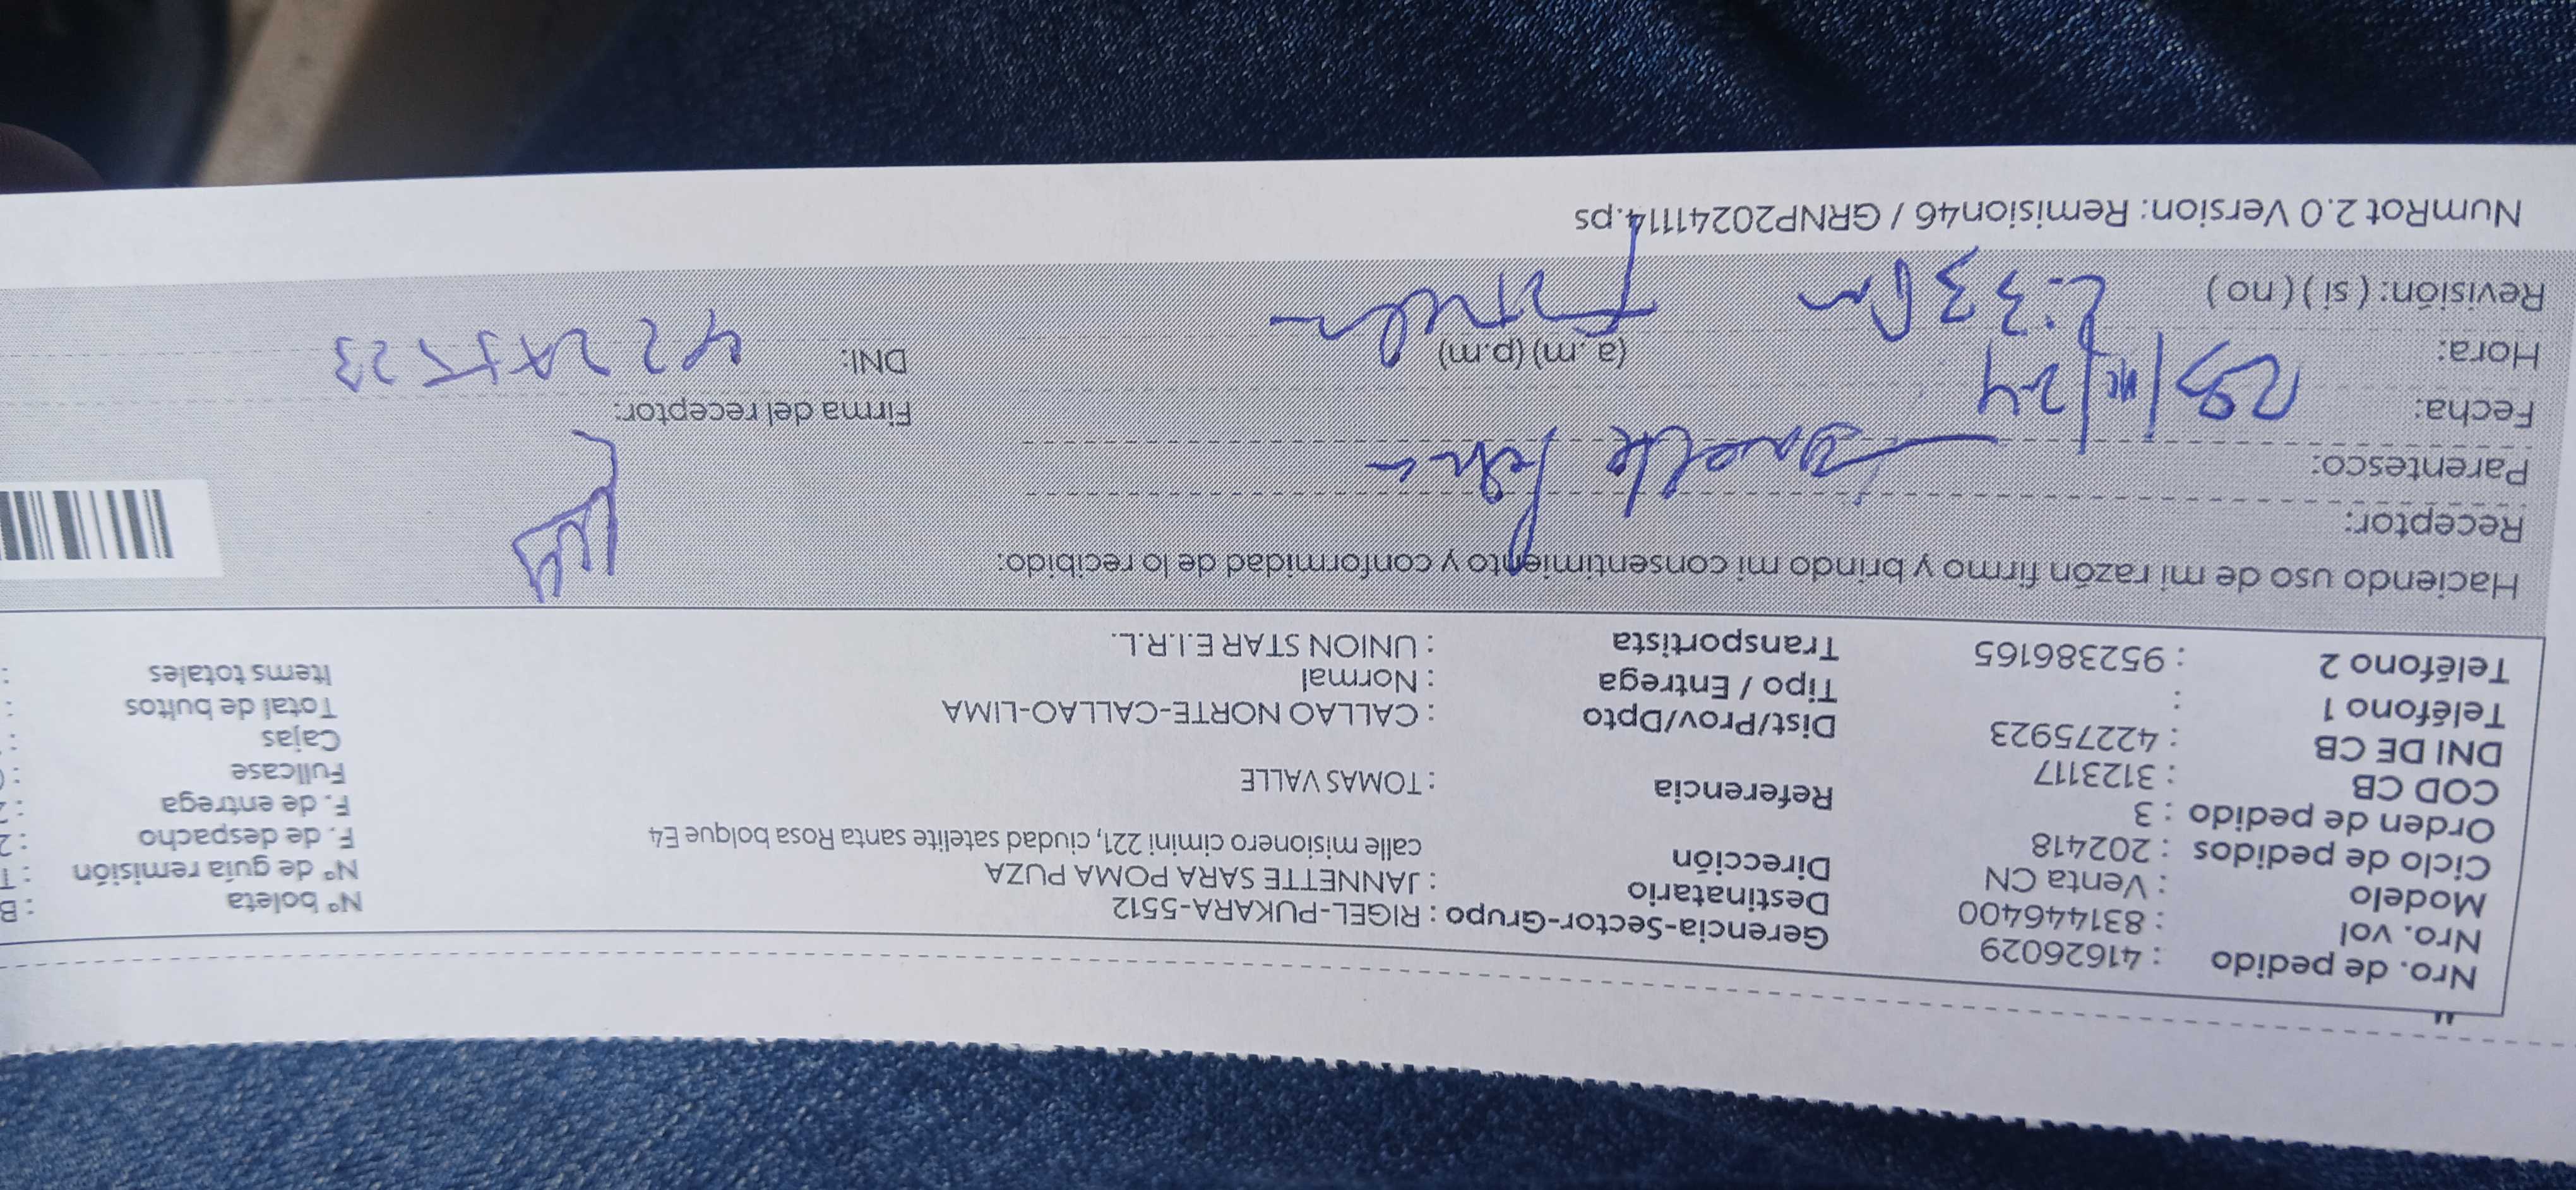 Nro. de pedido : 41626029
Nro. vol : 831446400
Modelo : Venta CN
Ciclo de pedidos : 202418
Orden de pedido : 3
COD CB : 3123117
DNI DE CB : 42275923
Teléfono 1 :
Teléfono 2 : 952386165
Gerencia-Sector-Grupo : RIGEL-PUKARA-5512
Destinatario : JANNETTE SARA POMA PUZA
Dirección calle misionero cimini 221, ciudad satelite santa Rosa bolque E4
Referencia : TOMAS VALLE
Dist/Prov/Dpto : CALLAO NORTE-CALLAO-LIMA
Tipo / Entrega : Normal
Transportista : UNION STAR E.I.R.L.
N° boleta : B
N° de guía remisión : T
F. de despacho : 2
F. de entrega : 2
Fullcase :
Cajas :
Total de bultos :
Items totales :
Haciendo uso de mi razón firmo y brindo mi consentimiento y conformidad de lo recibido:
Receptor:
Parentesco:
Fecha: /24
Hora: 2:33 Pm (a.m) (p.m)
Revisión: ( si ) ( no )
Firma del receptor:
DNI:
NumRot 2.0 Version: Remision46 / GRNP20241114.ps